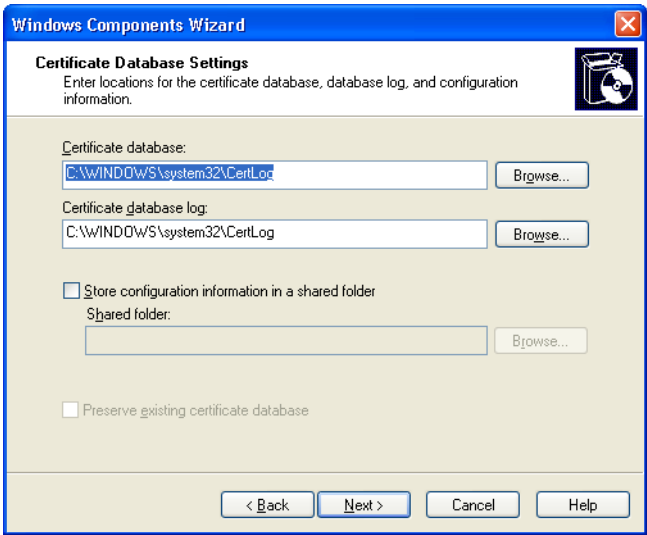 Windows Components Wizard
Certificate Database Settings
Enter locations for the certificate database, database log, and configuration
information.
Certificate database:
C:\WINDOWS\system32\CertLog
Browse...
Certificate database log:
C:\WINDOWS\system32\CertLog
Browse...
Store configuration information in a shared folder
Shared folder:
Browse...
Preserve existing certificate database
< Back
Next >
Cancel
Help